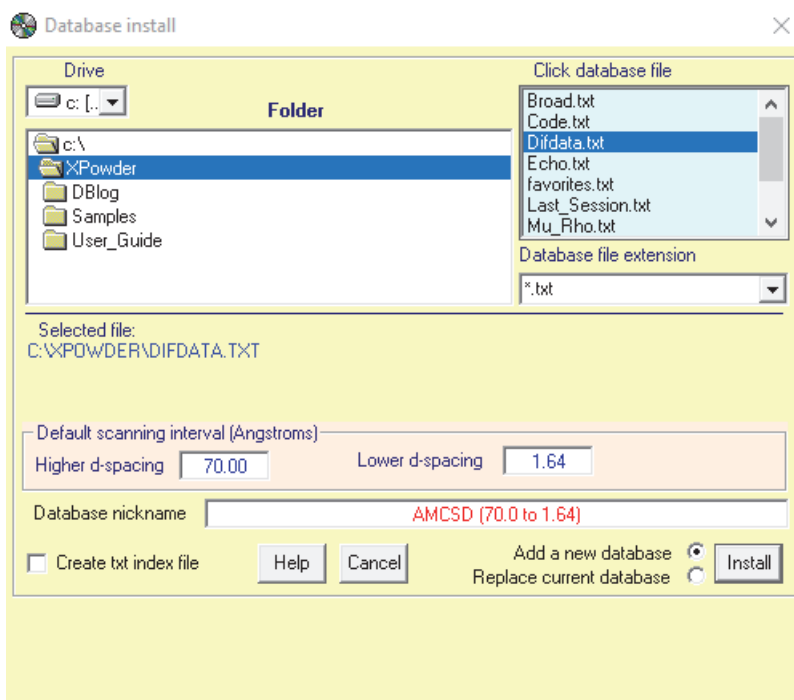 Database install
Drive
c: [..
Folder
c:\
XPowder
DBlog
Samples
User_Guide
Click database file
Broad.txt
Code.txt
Difdata.txt
Echo.txt
favorites.txt
Last_Session.txt
Mu_Rho.txt
Database file extension
*.txt
Selected file:
C:\XPOWDER\DIFDATA.TXT
Default scanning interval (Angstroms)
Higher d-spacing 70.00 Lower d-spacing 1.64
Database nickname AMCSD (70.0 to 1.64)
Create txt index file Help Cancel Add a new database Install
Replace current database